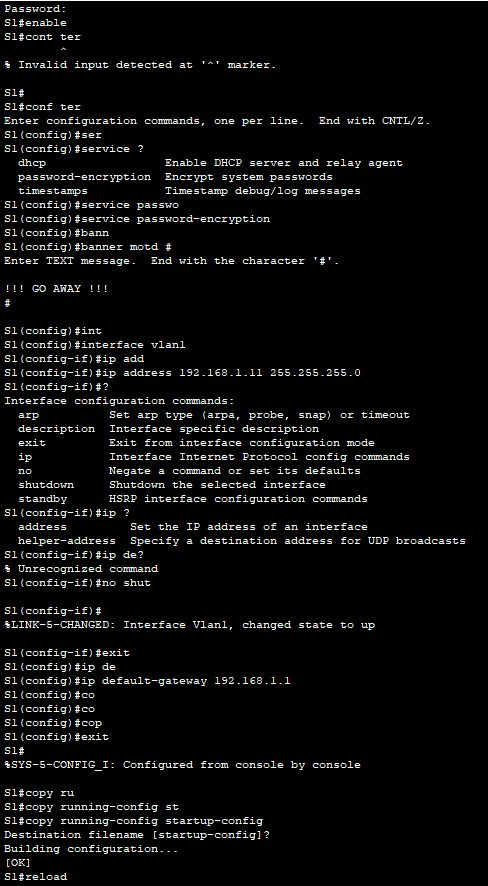 Password:
S1#enable
S1#cont ter
^
% Invalid input detected at '^' marker.
S1#
S1#conf ter
Enter configuration commands, one per line.  End with CNTL/Z.
S1(config)#ser
S1(config)#service ?
  dhcp                 Enable DHCP server and relay agent
  password-encryption  Encrypt system passwords
  timestamps           Timestamp debug/log messages
S1(config)#service passwo
S1(config)#service password-encryption
S1(config)#bann
S1(config)#banner motd #
Enter TEXT message.  End with the character '#'.
!!! GO AWAY !!!
#
S1(config)#int
S1(config)#interface vlan1
S1(config-if)#ip add
S1(config-if)#ip address 192.168.1.11 255.255.255.0
S1(config-if)#?
Interface configuration commands:
  arp          Set arp type (arpa, probe, snap) or timeout
  description  Interface specific description
  exit         Exit from interface configuration mode
  ip           Interface Internet Protocol config commands
  no           Negate a command or set its defaults
  shutdown     Shutdown the selected interface
  standby      HSRP interface configuration commands
S1(config-if)#ip ?
  address         Set the IP address of an interface
  helper-address  Specify a destination address for UDP broadcasts
S1(config-if)#ip de?
% Unrecognized command
S1(config-if)#no shut
S1(config-if)#
%LINK-5-CHANGED: Interface Vlan1, changed state to up
S1(config-if)#exit
S1(config)#ip de
S1(config)#ip default-gateway 192.168.1.1
S1(config)#co
S1(config)#co
S1(config)#cop
S1(config)#exit
S1#
%SYS-5-CONFIG_I: Configured from console by console
S1#copy ru
S1#copy running-config st
S1#copy running-config startup-config
Destination filename [startup-config]?
Building configuration...
[OK]
S1#reload